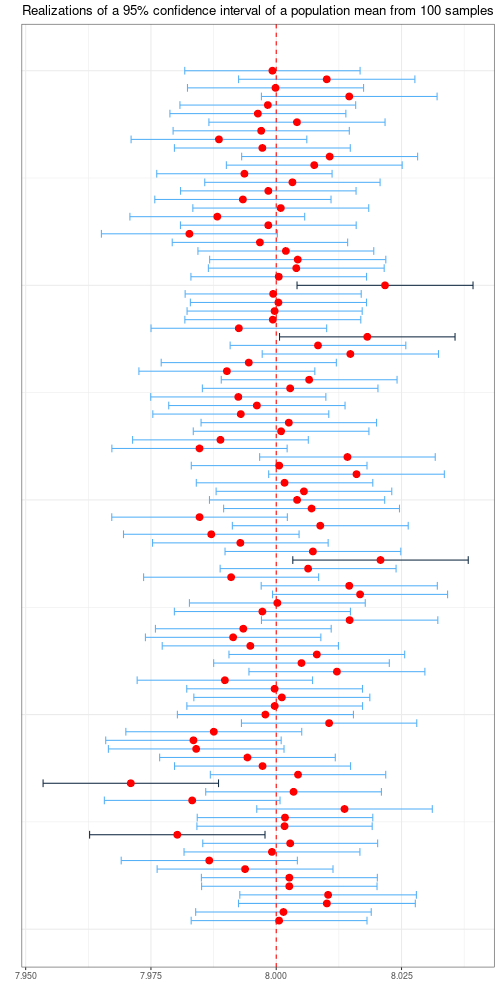 Realizations of a 95% confidence interval of a population mean from 100 samples
7.950 7.975 8.000 8.025